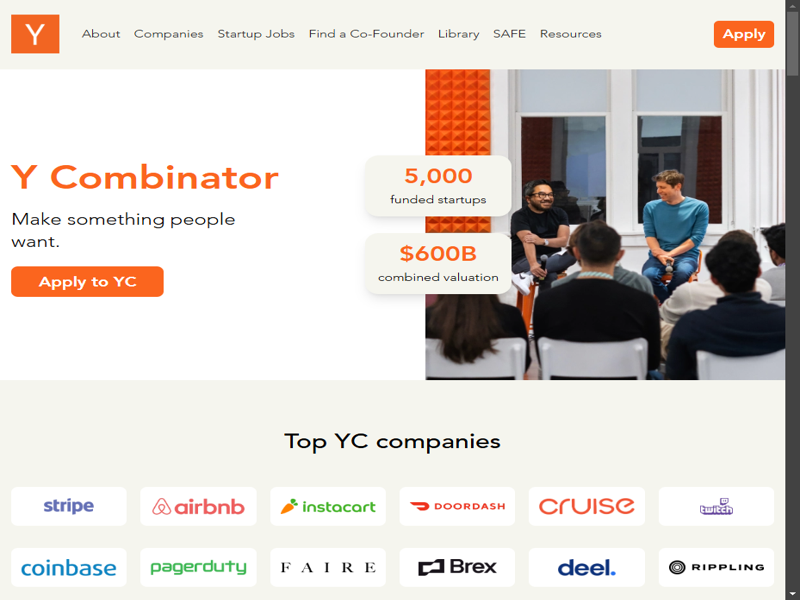 Y
About Companies Startup Jobs Find a Co-Founder Library SAFE Resources
Apply
Y Combinator
Make something people
want.
Apply to YC
5,000
funded startups
$600B
combined valuation
Top YC companies
stripe airbnb instacart DOORDASH cruise twitch
coinbase pagerduty FAIRE Brex deel. RIPPLING